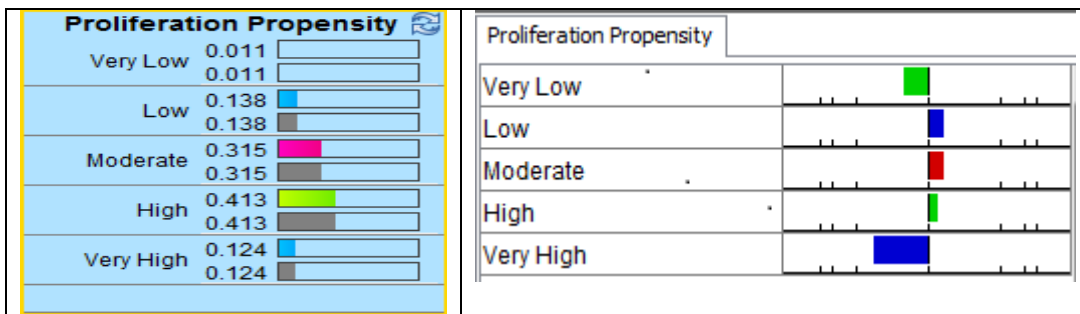 Proliferation Propensity
Very Low
0.011
0.011
Low
0.138
0.138
Moderate
0.315
0.315
High
0.413
0.413
Very High
0.124
0.124
Proliferation Propensity
Very Low
Low
Moderate
High
Very High